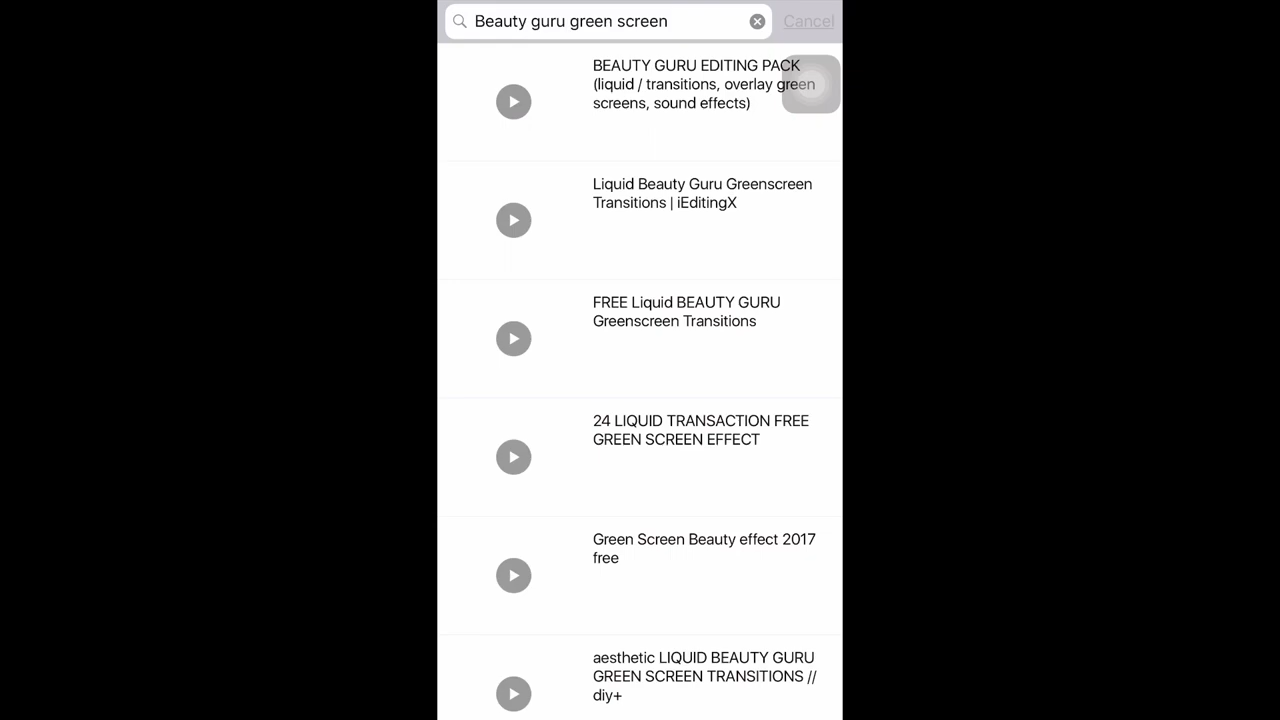 Beauty guru green screen
Cancel
BEAUTY GURU EDITING PACK
(liquid / transitions, overlay green
screens, sound effects)
Liquid Beauty Guru Greenscreen
Transitions | iEditingX
FREE Liquid BEAUTY GURU
Greenscreen Transitions
24 LIQUID TRANSACTION FREE
GREEN SCREEN EFFECT
Green Screen Beauty effect 2017
free
aesthetic LIQUID BEAUTY GURU
GREEN SCREEN TRANSITIONS //
diy+